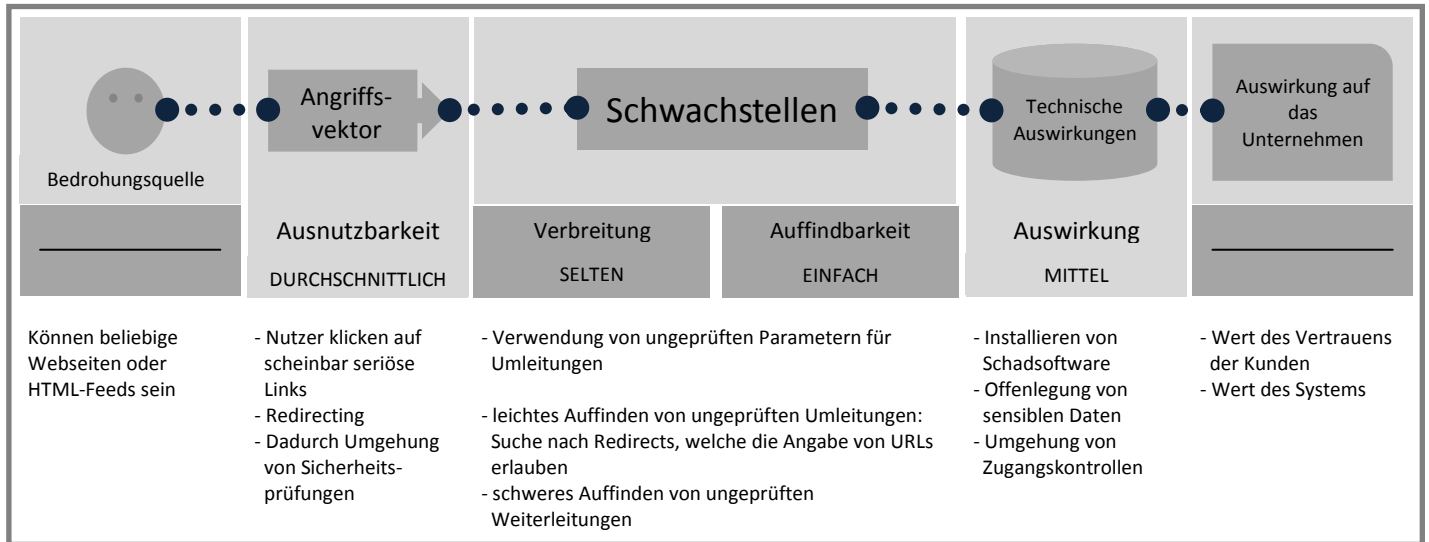 Bedrohungsquelle
Angriffs-
vektor
Schwachstellen
Technische
Auswirkungen
Auswirkung auf
das
Unternehmen
Ausnutzbarkeit
DURCHSCHNITTLICH
Verbreitung
SELTEN
Auffindbarkeit
EINFACH
Auswirkung
MITTEL
Können beliebige
Webseiten oder
HTML-Feeds sein
- Nutzer klicken auf
scheinbar seriöse
Links
- Redirecting
- Dadurch Umgehung
von Sicherheits-
prüfungen
- Verwendung von ungeprüften Parametern für
Umleitungen
- leichtes Auffinden von ungeprüften Umleitungen:
Suche nach Redirects, welche die Angabe von URLs
erlauben
- schweres Auffinden von ungeprüften
Weiterleitungen
- Installieren von
Schadsoftware
- Offenlegung von
sensiblen Daten
- Umgehung von
Zugangskontrollen
- Wert des Vertrauens
der Kunden
- Wert des Systems